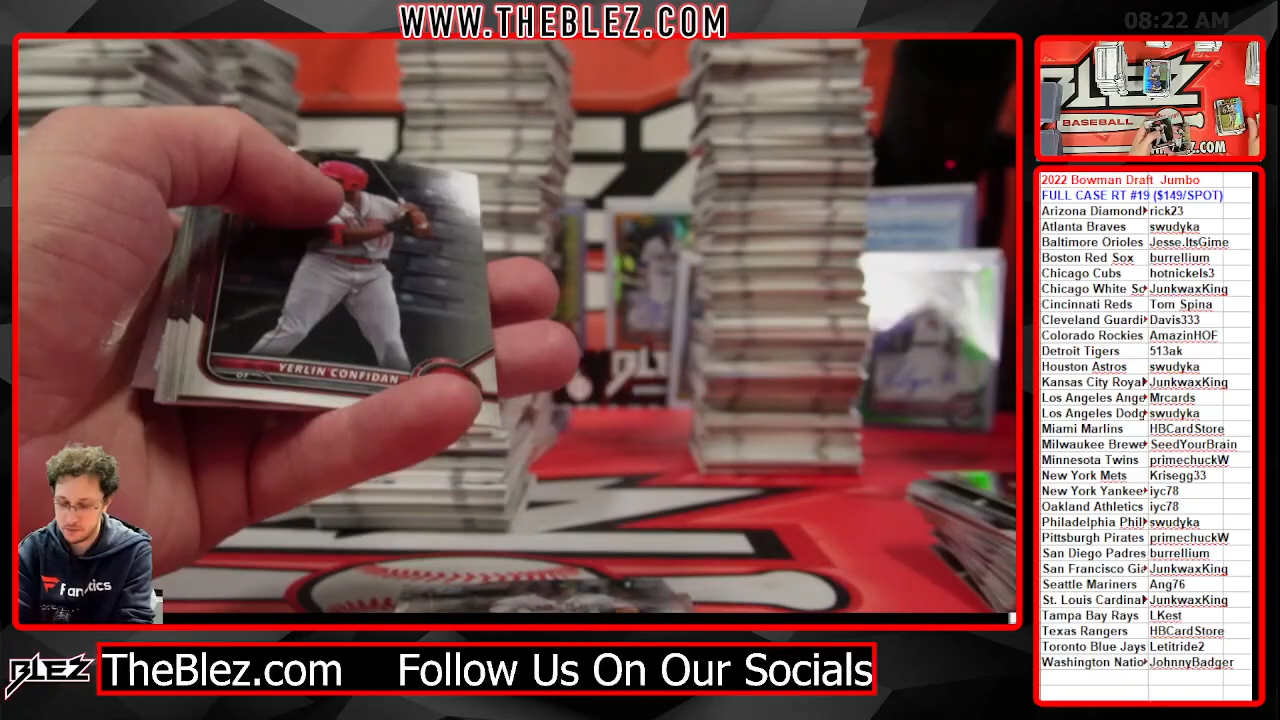 WWW.THEBLEZ.COM
08:22 AM
YERLIN CONFIDAN
OF
BLEZ
BASEBALL
.COM
Fanatics
2022 Bowman Draft Jumbo
FULL CASE RT #19 ($149/SPOT)
Arizona Diamond rick23
Atlanta Braves swudyka
Baltimore Orioles Jesse.ItsGime
Boston Red Sox burrellium
Chicago Cubs hotnickels3
Chicago White So JunkwaxKing
Cincinnati Reds Tom Spina
Cleveland Guardi Davis333
Colorado Rockies AmazinHOF
Detroit Tigers 513ak
Houston Astros swudyka
Kansas City Roya JunkwaxKing
Los Angeles Ange Mrcards
Los Angeles Dodg swudyka
Miami Marlins HBCardStore
Milwaukee Brewe SeedYourBrain
Minnesota Twins primechuckW
New York Mets Krisegg33
New York Yankee iyc78
Oakland Athletics iyc78
Philadelphia Phil swudyka
Pittsburgh Pirates primechuckW
San Diego Padres burrellium
San Francisco Gia JunkwaxKing
Seattle Mariners Ang76
St. Louis Cardinal JunkwaxKing
Tampa Bay Rays LKest
Texas Rangers HBCardStore
Toronto Blue Jays Letitride2
Washington Natio JohnnyBadger
BLEZ TheBlez.com Follow Us On Our Socials